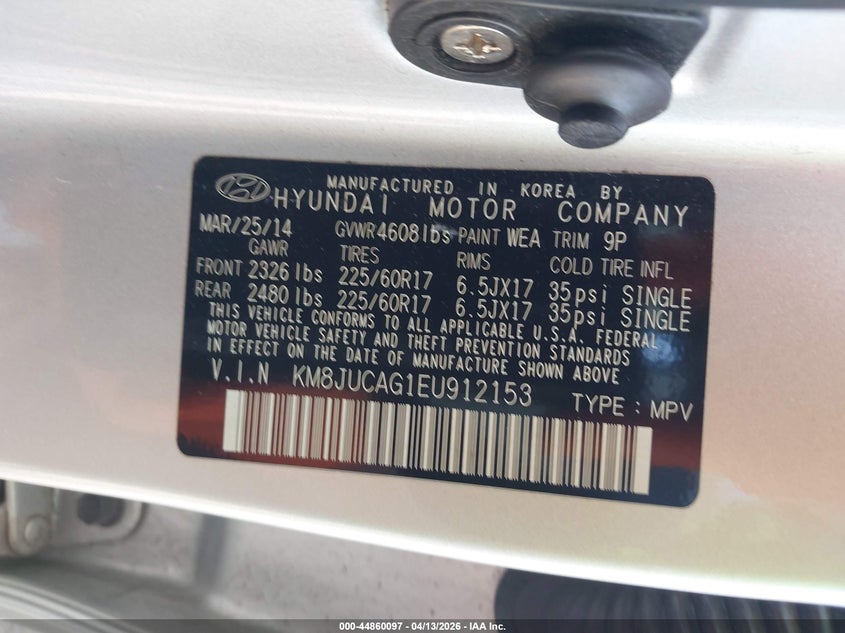 MANUFACTURED IN KOREA BY
HYUNDAI MOTOR COMPANY
MAR/25/14 GVWR 4608lbs PAINT WEA TRIM 9P
GAWR TIRES RIMS COLD TIRE INFL
FRONT 2326 lbs 225/60R17 6.5JX17 35psi SINGLE
REAR 2480 lbs 225/60R17 6.5JX17 35psi SINGLE
THIS VEHICLE CONFORMS TO ALL APPLICABLE U.S.A. FEDERAL
MOTOR VEHICLE SAFETY AND THEFT PREVENTION STANDARDS
IN EFFECT ON THE DATE OF MANUFACTURE SHOWN ABOVE
V.I.N KM8JUCAG1EU912153 TYPE : MPV
000-44860097 - 04/13/2026 - IAA Inc.